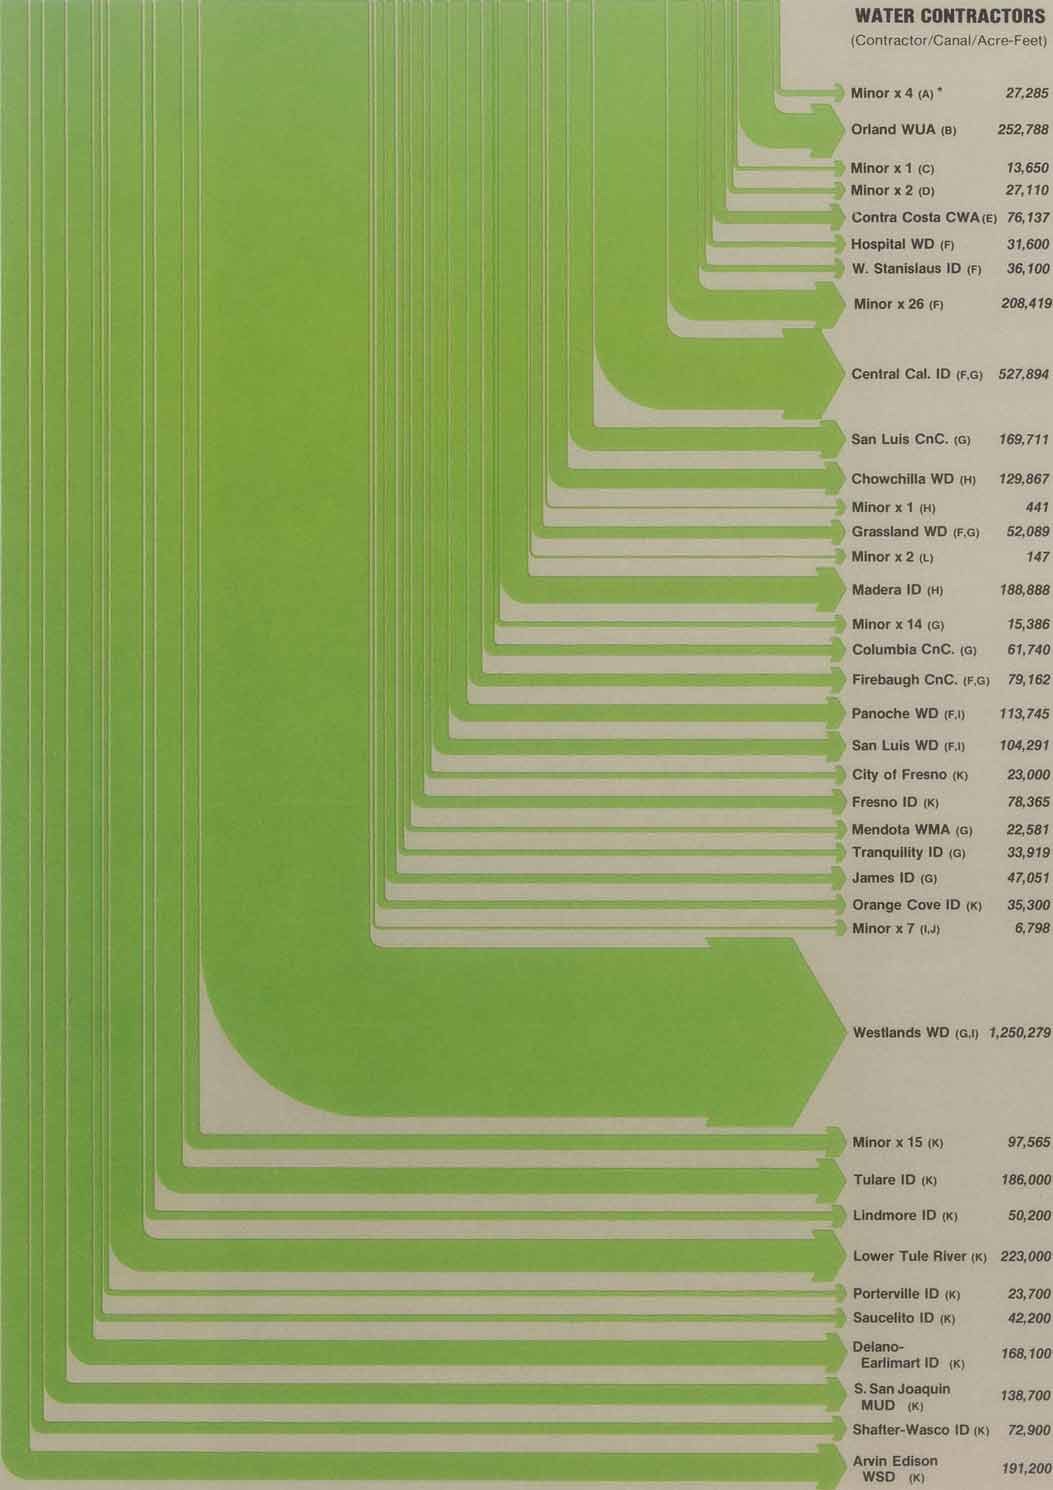 WATER CONTRACTORS
(Contractor/Canal/Acre-Feet)
Minor x 4 (A) * 27,285
Orland WUA (B) 252,788
Minor x 1 (C) 13,650
Minor x 2 (D) 27,110
Contra Costa CWA (E) 76,137
Hospital WD (F) 31,600
W. Stanislaus ID (F) 36,100
Minor x 26 (F) 208,419
Central Cal. ID (F,G) 527,894
San Luis CnC. (G) 169,711
Chowchilla WD (H) 129,867
Minor x 1 (H) 441
Grassland WD (F,G) 52,089
Minor x 2 (L) 147
Madera ID (H) 188,888
Minor x 14 (G) 15,386
Columbia CnC. (G) 61,740
Firebaugh CnC. (F,G) 79,162
Panoche WD (F,I) 113,745
San Luis WD (F,I) 104,291
City of Fresno (K) 23,000
Fresno ID (K) 78,365
Mendota WMA (G) 22,581
Tranquility ID (G) 33,919
James ID (G) 47,051
Orange Cove ID (K) 35,300
Minor x 7 (I,J) 6,798
Westlands WD (G,I) 1,250,279
Minor x 15 (K) 97,565
Tulare ID (K) 186,000
Lindmore ID (K) 50,200
Lower Tule River (K) 223,000
Porterville ID (K) 23,700
Saucelito ID (K) 42,200
Delano-
Earlimart ID (K) 168,100
S. San Joaquin
MUD (K) 138,700
Shafter-Wasco ID (K) 72,900
Arvin Edison
WSD (K) 191,200